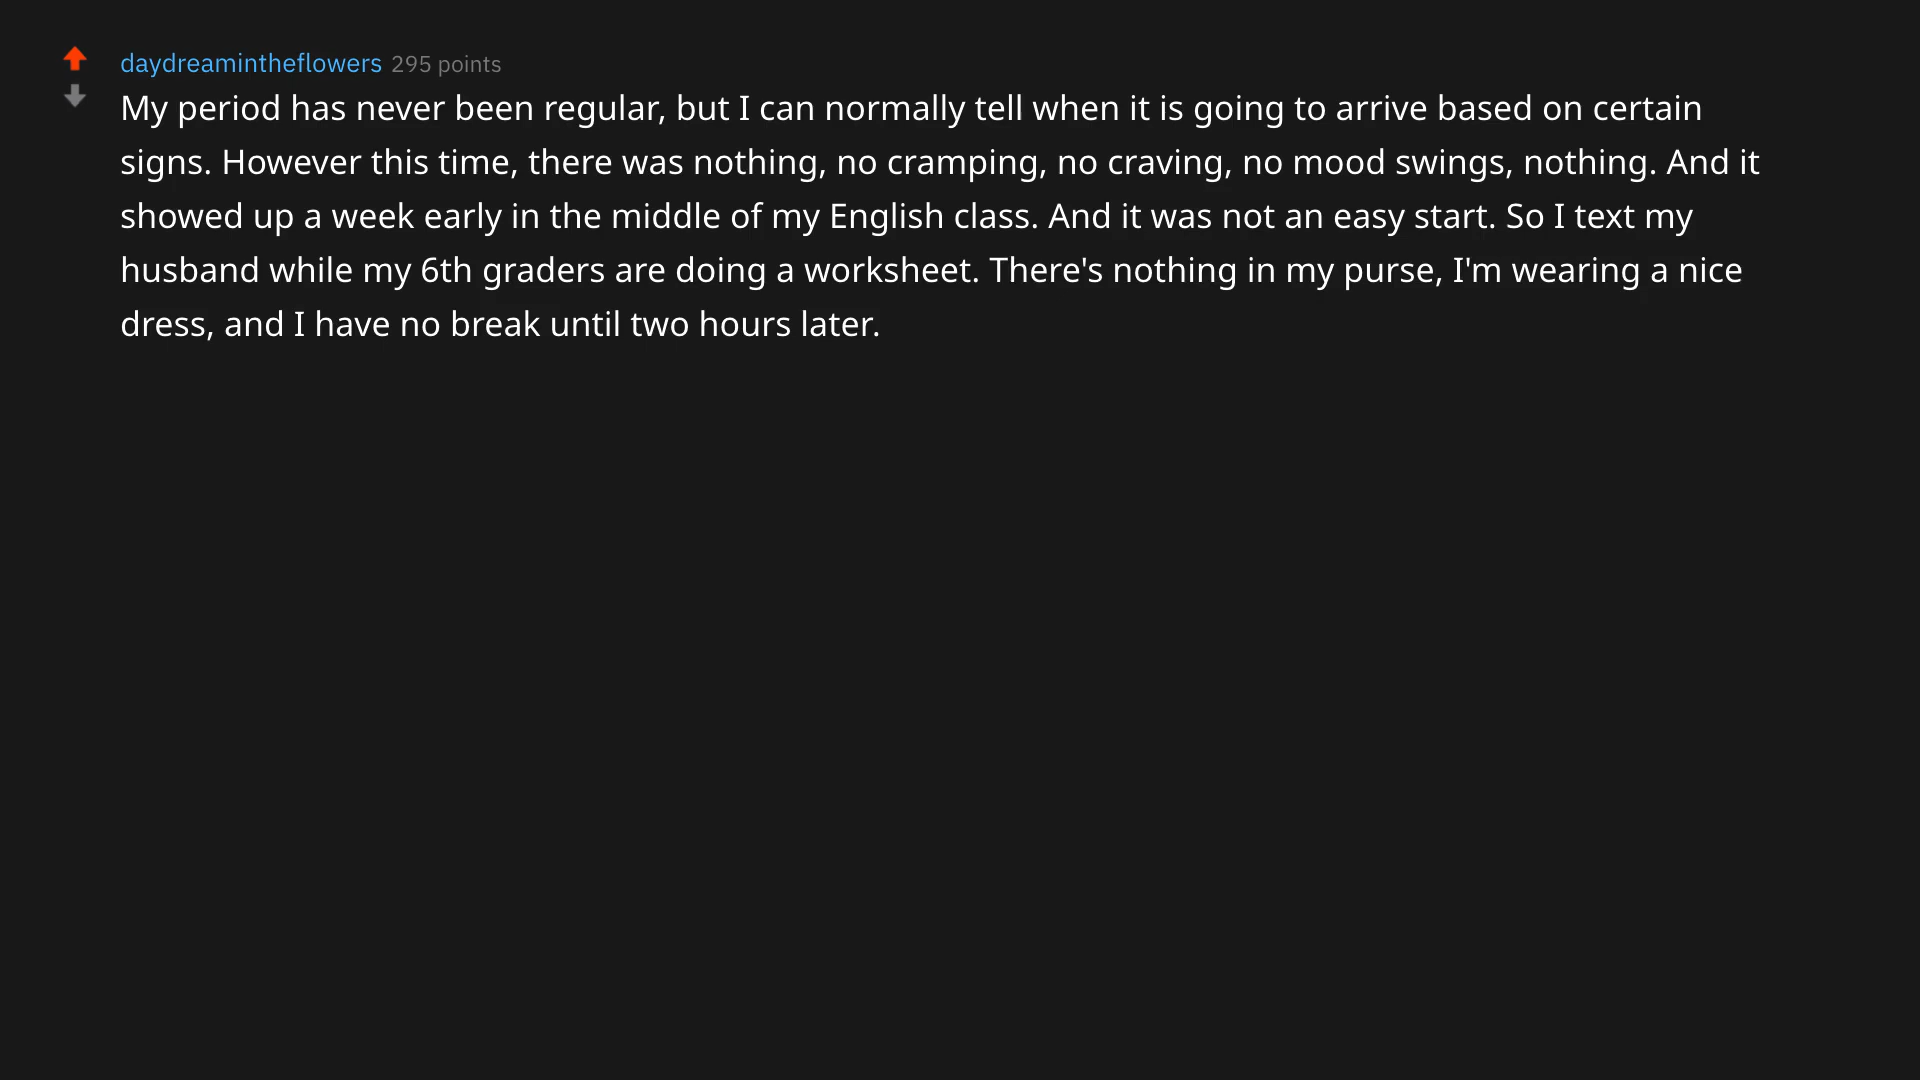 daydreamintheflowers 295 points
My period has never been regular, but I can normally tell when it is going to arrive based on certain
signs. However this time, there was nothing, no cramping, no craving, no mood swings, nothing. And it
showed up a week early in the middle of my English class. And it was not an easy start. So I text my
husband while my 6th graders are doing a worksheet. There's nothing in my purse, I'm wearing a nice
dress, and I have no break until two hours later.